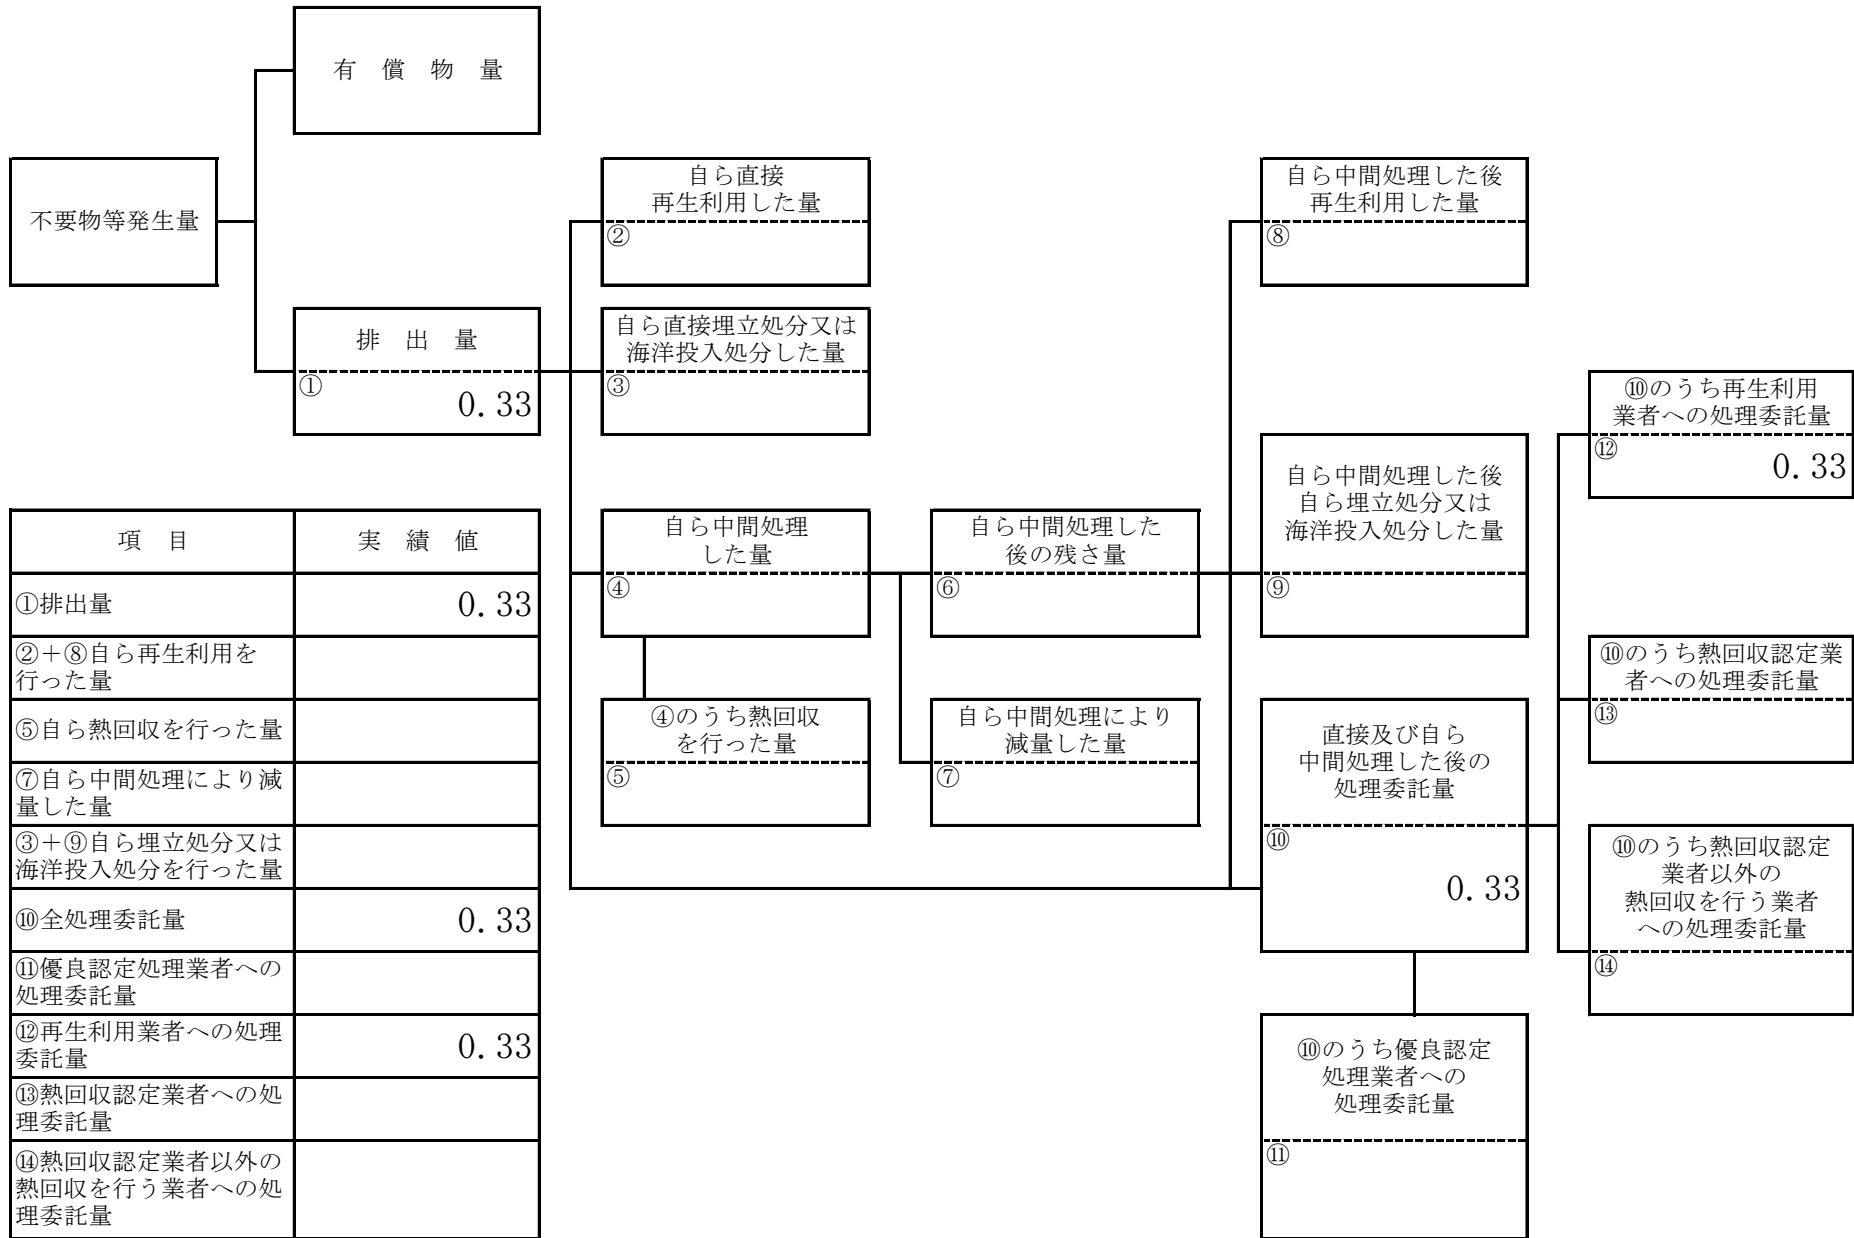 有　償　物　量
不要物等発生量
排　出　量
①
0.33
自ら直接
再生利用した量
②
自ら直接埋立処分又は
海洋投入処分した量
③
自ら中間処理
した量
④
④のうち熱回収
を行った量
⑤
自ら中間処理した
後の残さ量
⑥
自ら中間処理により
減量した量
⑦
自ら中間処理した後
再生利用した量
⑧
自ら中間処理した後
自ら埋立処分又は
海洋投入処分した量
⑨
直接及び自ら
中間処理した後の
処理委託量
⑩
0.33
⑩のうち優良認定
処理業者への
処理委託量
⑪
⑩のうち再生利用
業者への処理委託量
⑫
0.33
⑩のうち熱回収認定業
者への処理委託量
⑬
⑩のうち熱回収認定
業者以外の
熱回収を行う業者
への処理委託量
⑭
項　目　実　績　値
①排出量　0.33
②＋⑧自ら再生利用を
行った量
⑤自ら熱回収を行った量
⑦自ら中間処理により減
量した量
③＋⑨自ら埋立処分又は
海洋投入処分を行った量
⑩全処理委託量　0.33
⑪優良認定処理業者への
処理委託量
⑫再生利用業者への処理
委託量　0.33
⑬熱回収認定業者への処
理委託量
⑭熱回収認定業者以外の
熱回収を行う業者への処
理委託量